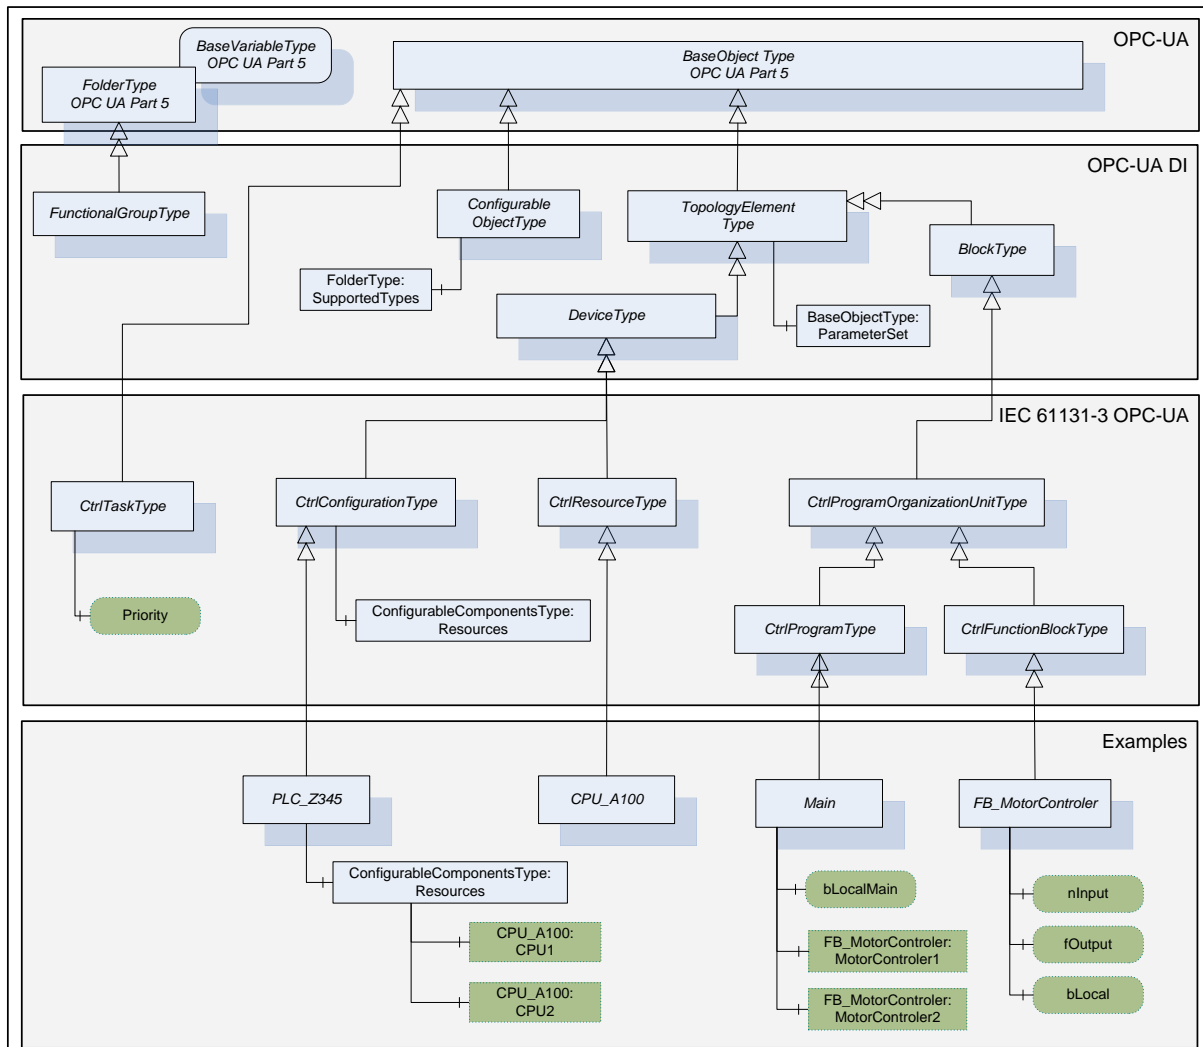 OPC-UA
BaseVariableType
OPC UA Part 5
BaseObject Type
OPC UA Part 5
FolderType
OPC UA Part 5
OPC-UA DI
FunctionalGroupType
Configurable
ObjectType
TopologyElement
Type
BlockType
FolderType:
SupportedTypes
DeviceType
BaseObjectType:
ParameterSet
IEC 61131-3 OPC-UA
CtrlTaskType
CtrlConfigurationType
CtrlResourceType
CtrlProgramOrganizationUnitType
Priority
ConfigurableComponentsType:
Resources
CtrlProgramType
CtrlFunctionBlockType
Examples
PLC_Z345
CPU_A100
Main
FB_MotorControler
ConfigurableComponentsType:
Resources
bLocalMain
nInput
CPU_A100:
CPU1
FB_MotorControler:
MotorControler1
fOutput
CPU_A100:
CPU2
FB_MotorControler:
MotorControler2
bLocal